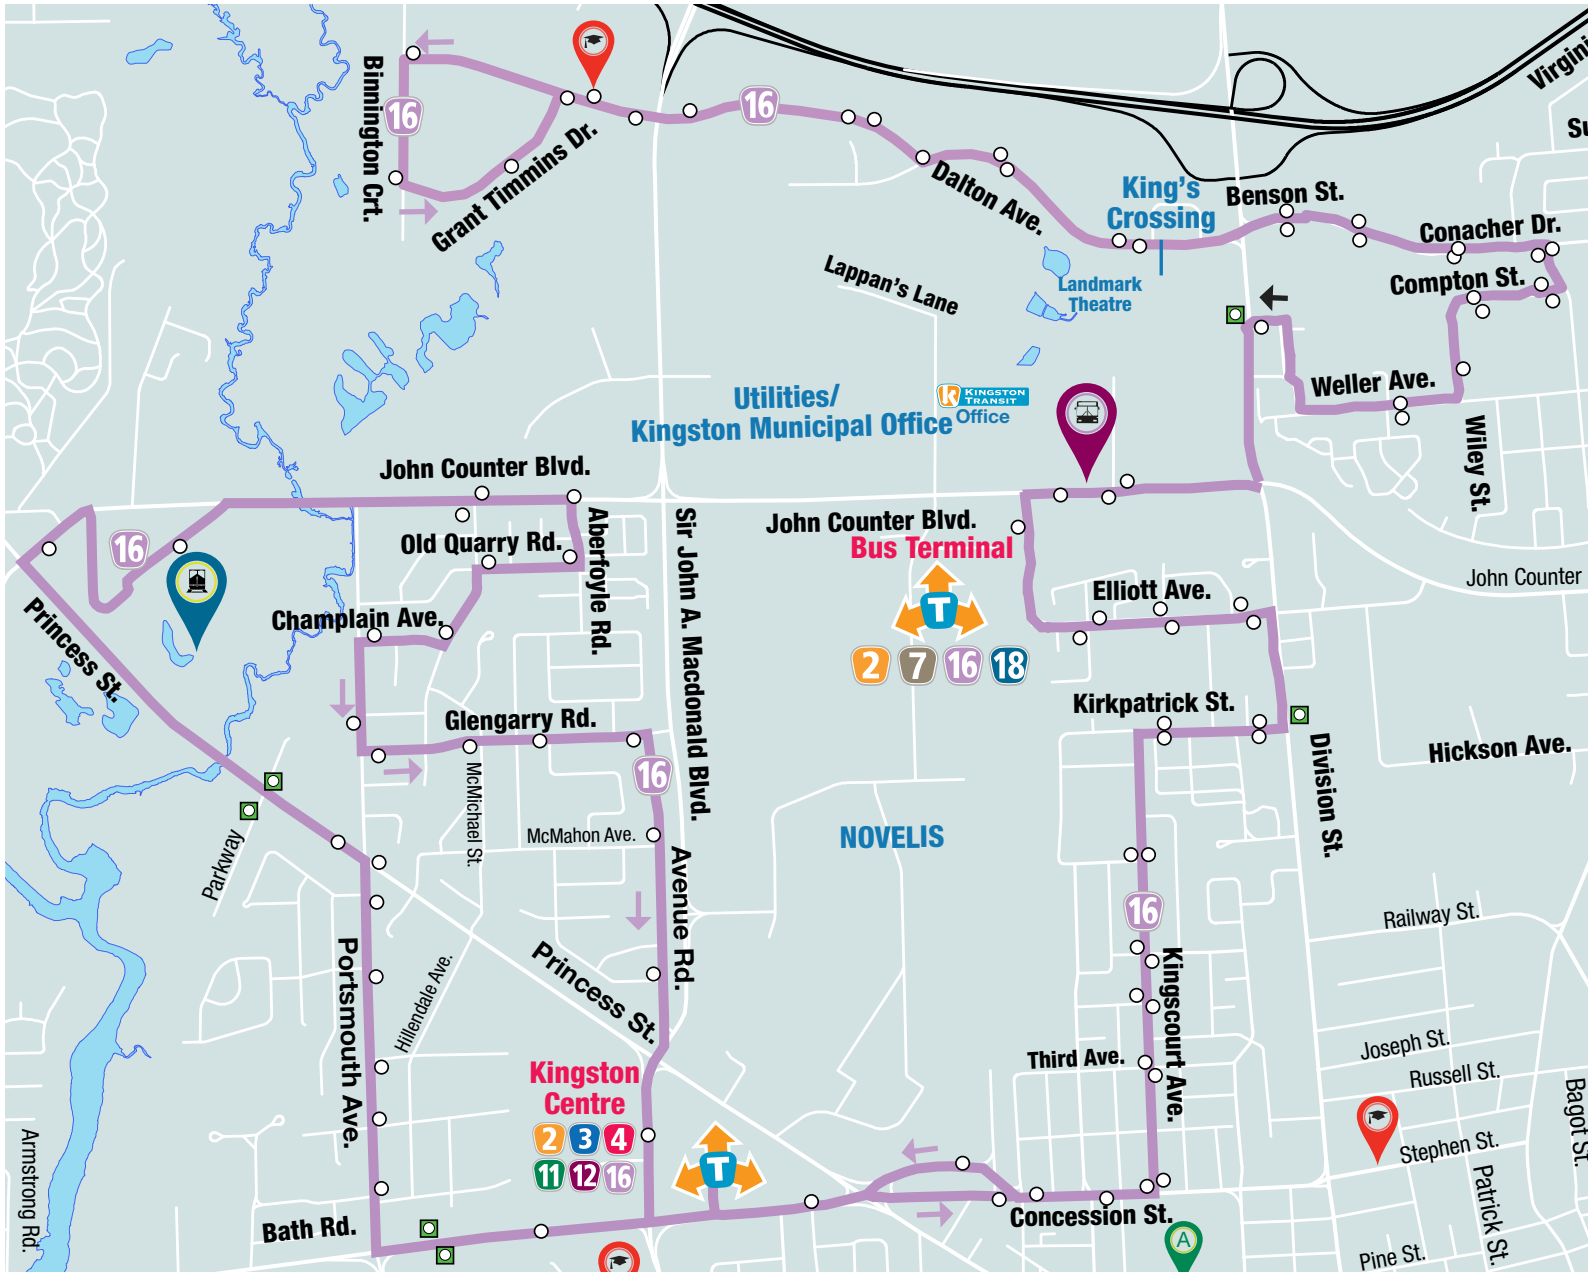 Virgini
Su
Binnington Crt.
16
16
Grant Timmins Dr.
Dalton Ave.
King's
Crossing
Benson St.
Conacher Dr.
Compton St.
Lappan's Lane
Landmark
Theatre
Weller Ave.
Wiley St.
Utilities/
Kingston Municipal Office
k KINGSTON
TRANSIT
Office
John Counter Blvd.
Old Quarry Rd.
Aberfoyle Rd.
Sir John A. Macdonald Blvd.
John Counter Blvd.
Bus Terminal
T
2 7 16 18
16
Elliott Ave.
John Counter
Champlain Ave.
Princess St.
Glengarry Rd.
16
Kirkpatrick St.
Division St.
Hickson Ave.
McMichael St.
McMahon Ave.
NOVELIS
Parkway
Avenue Rd.
16
Railway St.
Portsmouth Ave.
Hillendale Ave.
Princess St.
Kingscourt Ave.
Third Ave.
Joseph St.
Russell St.
Bagot St.
Kingston
Centre
2 3 4
11 12 16
T
Stephen St.
Patrick St.
Armstrong Rd.
Bath Rd.
Concession St.
A
Pine St.